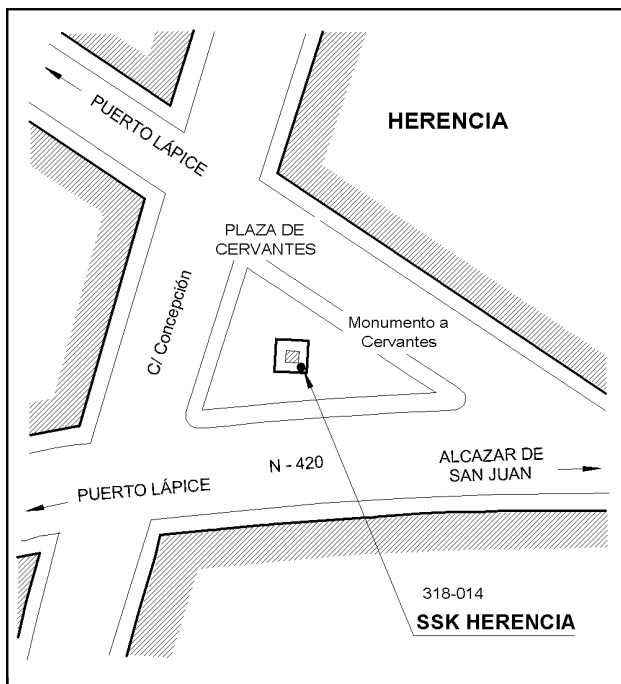 PUERTO LÁPICE
HERENCIA
PLAZA DE
CERVANTES
C/ Concepción
Monumento a
Cervantes
N - 420
ALCAZAR DE
SAN JUAN
PUERTO LÁPICE
318-014
SSK HERENCIA